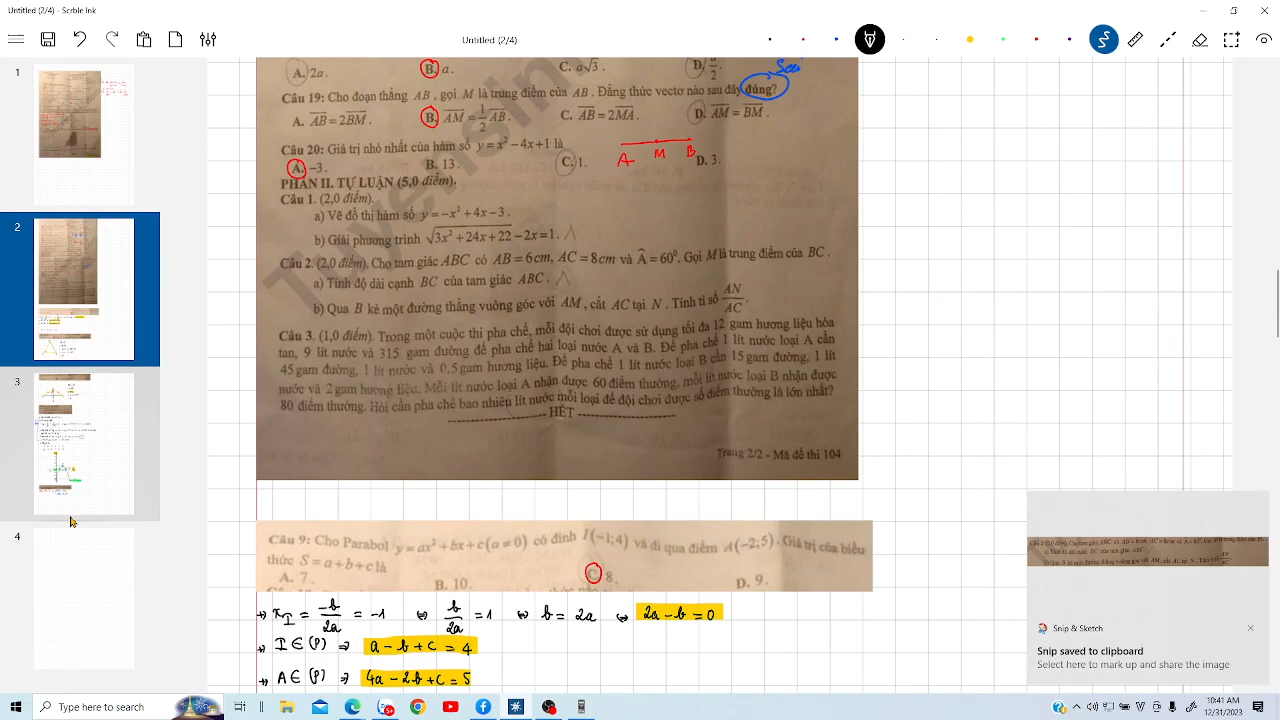 Untitled (2/4) - Scrble Ink
Untitled (2/4)
A. 2a.
B. a.
C. a√3.
D. a/2.
Câu 19: Cho đoạn thẳng AB, gọi M là trung điểm của AB. Đẳng thức vectơ nào sau đây đúng?
A. AB = 2BM.
B. AM = 1/2 AB.
C. AB = 2MA.
D. AM = BM.
Câu 20: Giá trị nhỏ nhất của hàm số y = x² − 4x + 1 là
A. −3.
B. 13.
C. 1.
D. 3.
A M B
PHẦN II. TỰ LUẬN (5,0 điểm).
Câu 1. (2,0 điểm).
a) Vẽ đồ thị hàm số y = −x² + 4x − 3.
b) Giải phương trình √(3x² + 24x + 22) − 2x = 1.
Câu 2. (2,0 điểm). Cho tam giác ABC có AB = 6cm, AC = 8cm và Â = 60⁰. Gọi M là trung điểm của BC.
a) Tính độ dài cạnh BC của tam giác ABC.
b) Qua B kẻ một đường thẳng vuông góc với AM, cắt AC tại N. Tính tỉ số AN/AC.
Câu 3. (1,0 điểm). Trong một cuộc thi pha chế, mỗi đội chơi được sử dụng tối đa 12 gam hương liệu hòa
tan, 9 lít nước và 315 gam đường để pha chế hai loại nước A và B. Để pha chế 1 lít nước loại A cần
45 gam đường, 1 lít nước và 0,5 gam hương liệu. Để pha chế 1 lít nước loại B cần 15 gam đường, 1 lít
nước và 2 gam hương liệu. Mỗi lít nước loại A nhận được 60 điểm thưởng, mỗi lít nước loại B nhận được
80 điểm thưởng. Hỏi cần pha chế bao nhiêu lít nước mỗi loại để đội chơi được số điểm thưởng là lớn nhất?
HẾT
Trang 2/2 - Mã đề thi 104
Câu 9: Cho Parabol y = ax² + bx + c (a ≠ 0) có đỉnh I(−1;4) và đi qua điểm A(−2;5). Giá trị của biểu
thức S = a + b + c là
A. 7.
B. 10.
C. 8.
D. 9.
→ x_I = −b/2a = −1 ⇔ b/2a = 1 ⇔ b = 2a ⇔ 2a − b = 0
→ I ∈ (P) ⇒ a − b + c = 4
→ A ∈ (P) ⇒ 4a − 2b + c = 5
2
3
4
Snip & Sketch
Snip saved to clipboard
Select here to mark up and share the image
Type here to search
10:53 PM
12/31/2023